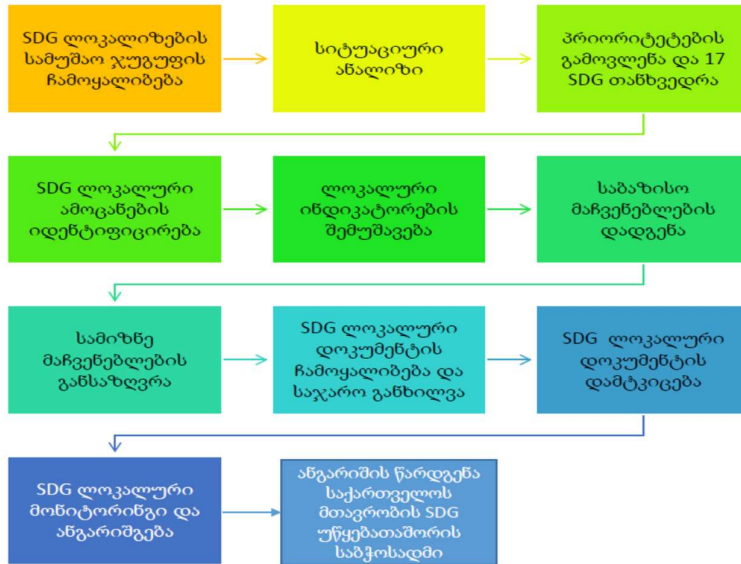 SDG ლოკალიზების
სამუშაო ჯუგუფის
ჩამოყალიბება
სიტუაციური
ანალიზი
პრიორიტეტების
გამოვლენა და 17
SDG თანხვედრა
SDG ლოკალური
ამოცანების
იდენტიფიცირება
ლოკალური
ინდიკატორების
შემუშავება
საბაზისო
მაჩვენებლების
დადგენა
სამიზნე
მაჩვენებლების
განსაზღვრა
SDG ლოკალური
დოკუმენტის
ჩამოყალიბება და
საჯარო განხილვა
SDG ლოკალური
დოკუმენტის
დამტკიცება
SDG ლოკალური
მონიტორინგი და
ანგარიშგება
ანგარიშის წარდგენა
საქართველოს
მთავრობის SDG
უწყებათაშორის
საბჭოსადმი